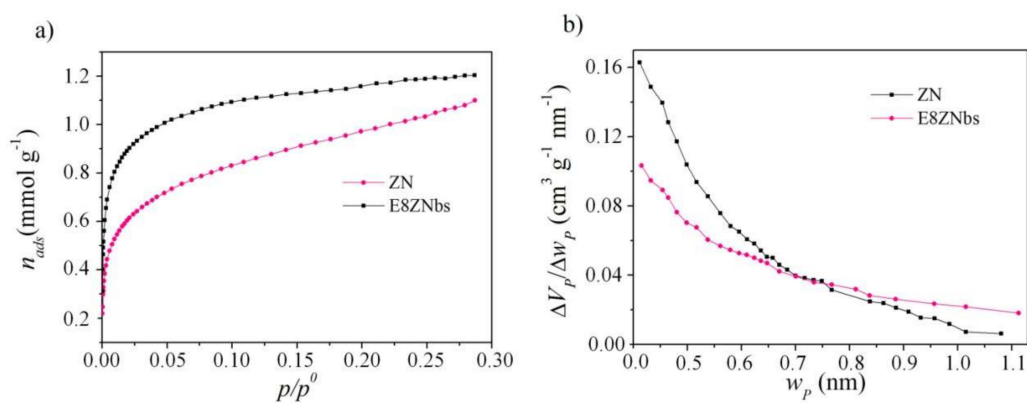 a)
1.2
1.0
0.8
0.6
0.4
0.2
n_ads (mmol g⁻¹)
ZN
E8ZNbs
0.00 0.05 0.10 0.15 0.20 0.25 0.30
p/p⁰
b)
0.16
0.12
0.08
0.04
0.00
ΔV_P/Δw_P (cm³ g⁻¹ nm⁻¹)
ZN
E8ZNbs
0.4 0.5 0.6 0.7 0.8 0.9 1.0 1.1
w_P (nm)